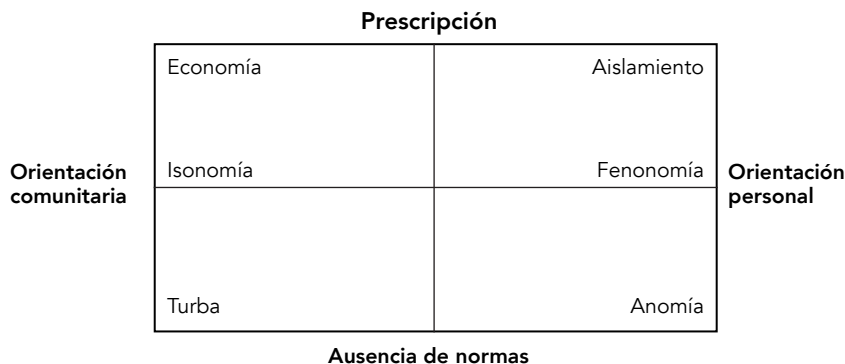 Prescripción
Economía Aislamiento
Orientación comunitaria
Isonomía Fenonomía
Orientación personal
Turba Anomía
Ausencia de normas